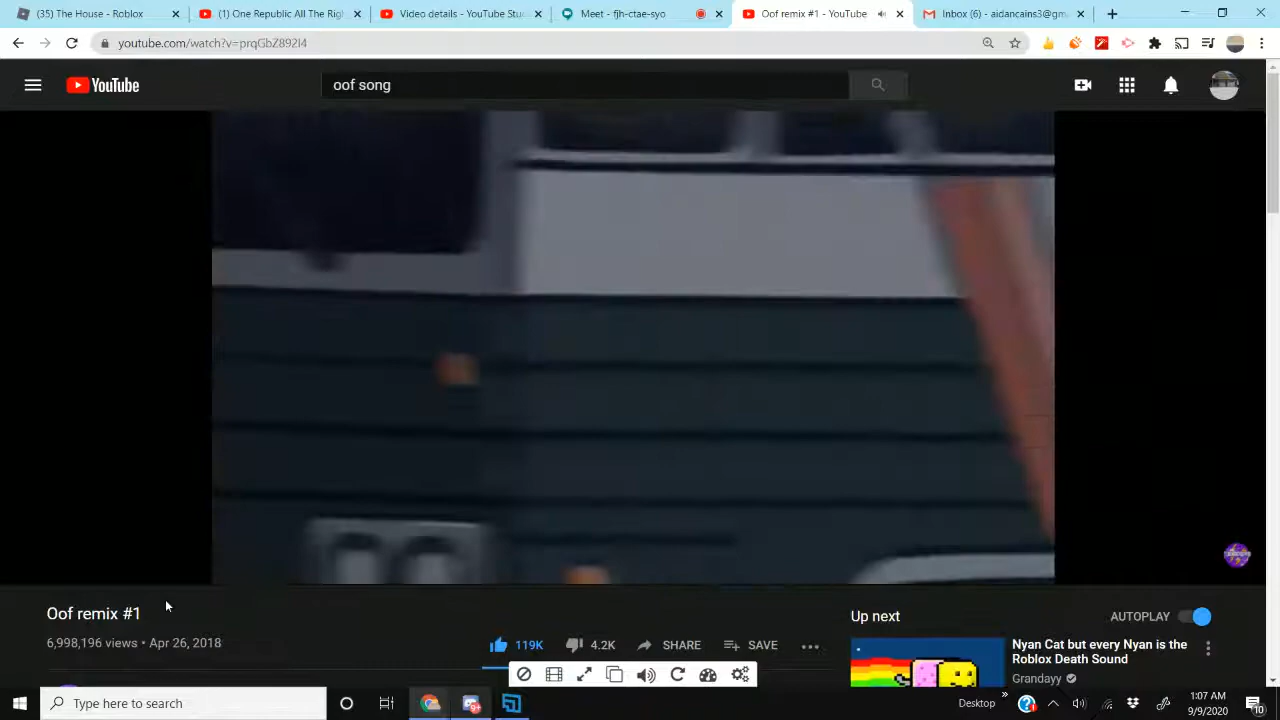 (35) The House - Roblox
(1) One Republic All The Rig
Video details - YouTube Stu
Meet - fjh-ctae-syo
Oof remix #1 - YouTube
Inbox (6) - aidancains3@gm
youtube.com/watch?v=prqGbZ892I4
YouTube
oof song
Oof remix #1
6,998,196 views • Apr 26, 2018
119K
4.2K
SHARE
SAVE
Up next
AUTOPLAY
Nyan Cat but every Nyan is the
Roblox Death Sound
Grandayy
Type here to search
Desktop
1:07 AM
9/9/2020
10